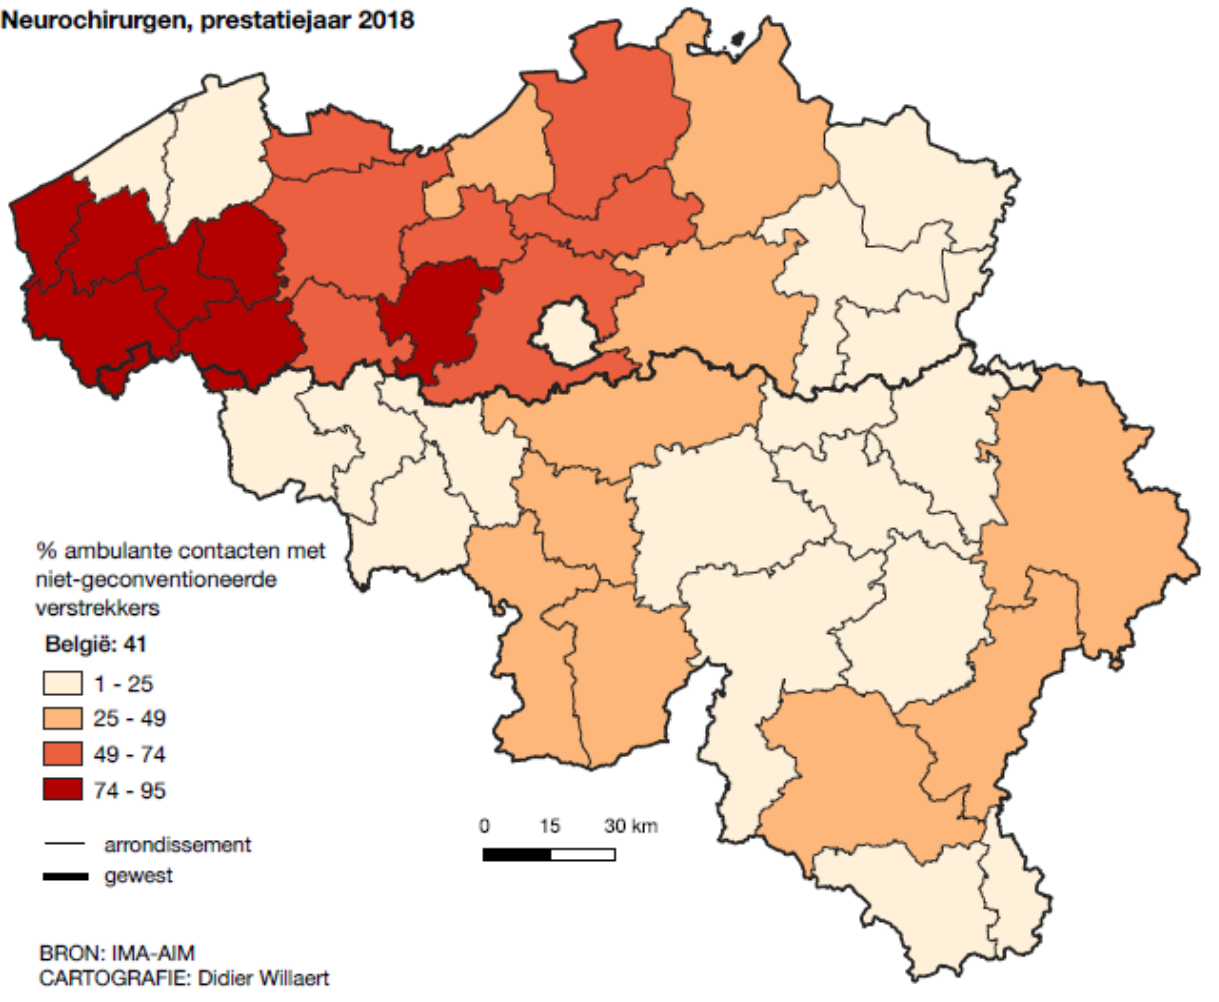 Neurochirurgen, prestatiejaar 2018
% ambulante contacten met
niet-geconventioneerde
verstrekkers
België: 41
1 - 25
25 - 49
49 - 74
74 - 95
arrondissement
gewest
0 15 30 km
BRON: IMA-AIM
CARTOGRAFIE: Didier Willaert